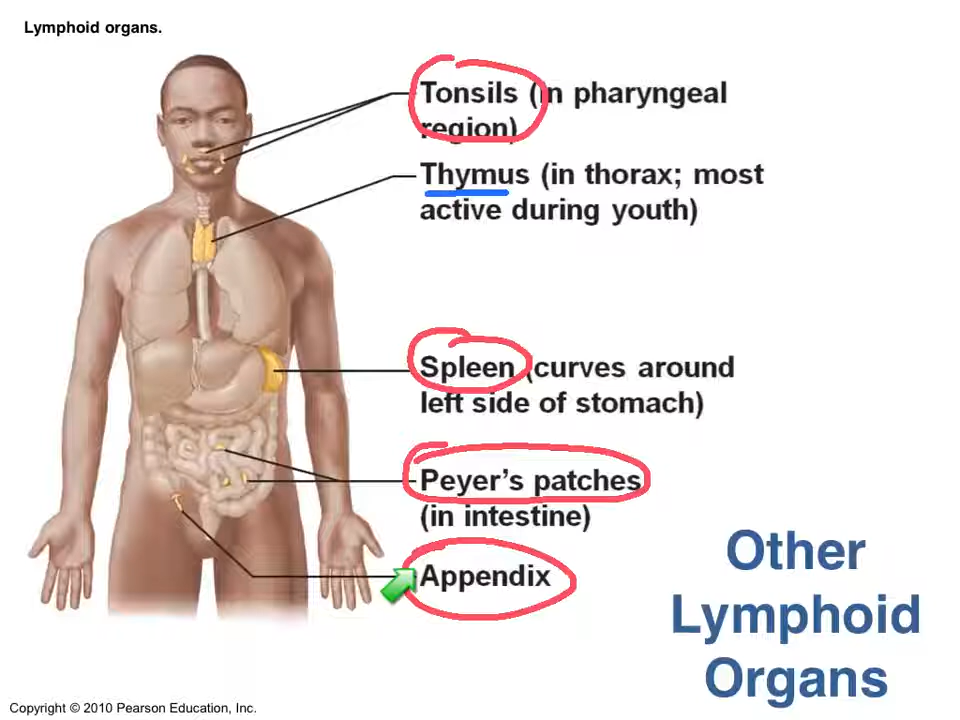 Lymphoid organs.
Tonsils (in pharyngeal
region)
Thymus (in thorax; most
active during youth)
Spleen (curves around
left side of stomach)
Peyer’s patches
(in intestine)
Appendix
Other
Lymphoid
Organs
Copyright © 2010 Pearson Education, Inc.